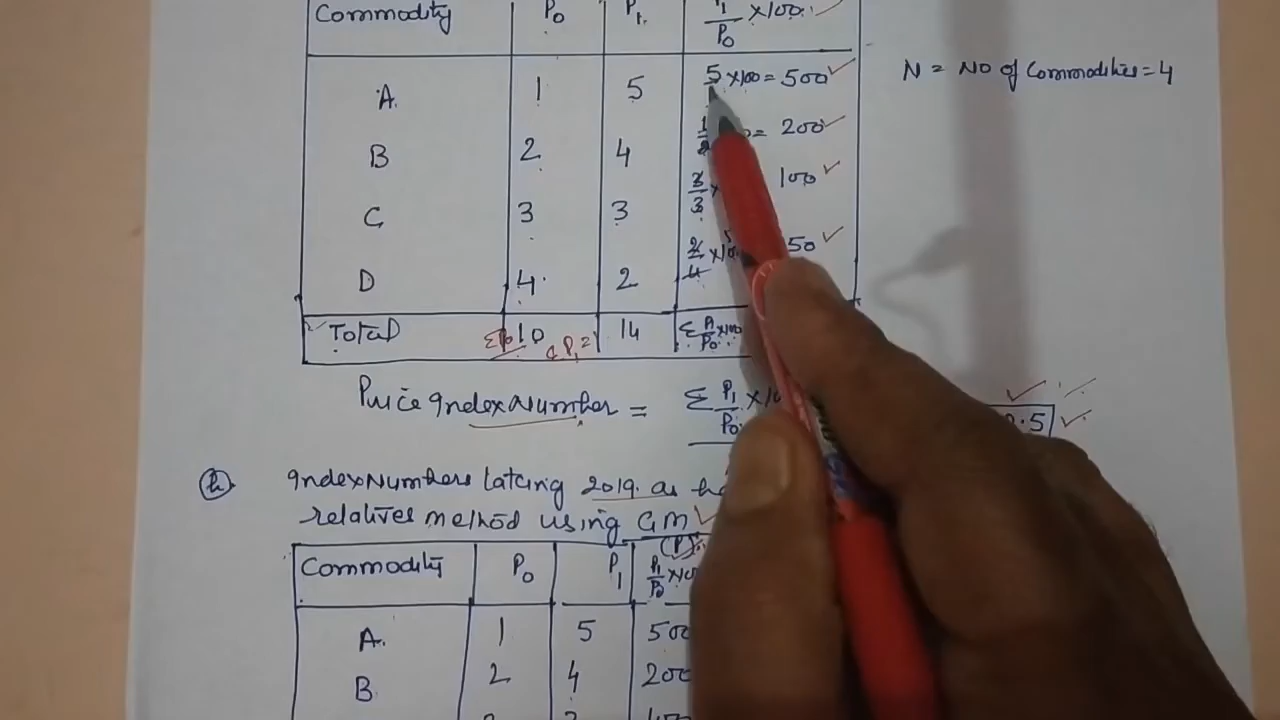 Commodity P₀ P₁ P₁/P₀ ×100
N = No of Commodities = 4
A. 1 5 5 ×100 = 500
B 2 4 = 200
C 3 3 3/3 × 100
D 4 2 2/4 × 50
Total ΣP₀ 10 14 Σ P₁/P₀ ×100
Price Index Number = Σ P₁/P₀ ×
Index Numbers taking 2019. as
relatives method using GM
(P)
Commodity P₀ P₁ P₁/P₀ ×
A. 1 5 500
B 2 4 200